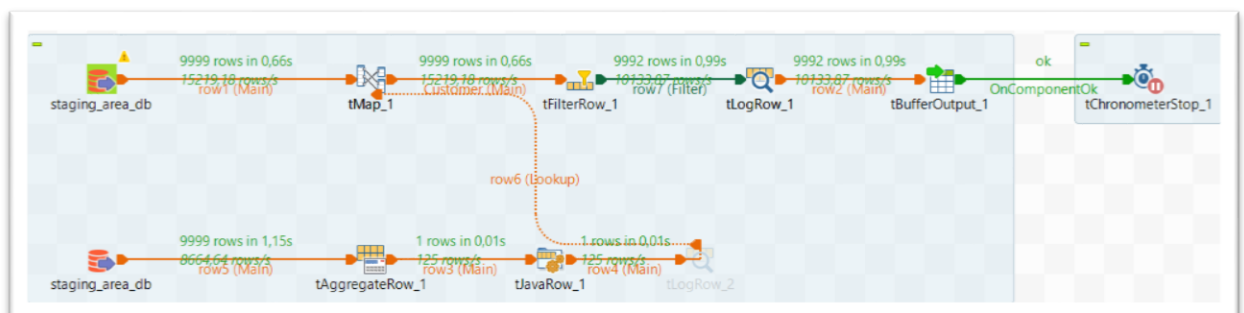 9999 rows in 0,66s
15219,18 rows/s
row1 (Main)
9999 rows in 0,66s
15219,18 rows/s
Customer (Main)
9992 rows in 0,99s
10133,87 rows/s
row7 (Filter)
9992 rows in 0,99s
10133,87 rows/s
row2 (Main)
ok
OnComponentOk
staging_area_db
tMap_1
tFilterRow_1
tLogRow_1
tBufferOutput_1
tChronometerStop_1
row6 (Lookup)
9999 rows in 1,15s
8664,64 rows/s
row5 (Main)
1 rows in 0,01s
125 rows/s
row3 (Main)
1 rows in 0,01s
125 rows/s
row4 (Main)
staging_area_db
tAggregateRow_1
tJavaRow_1
tLogRow_2